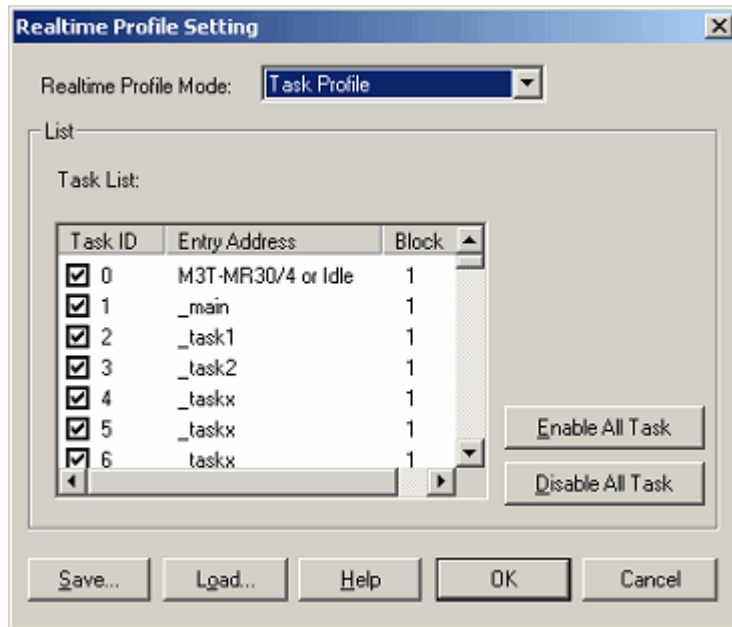 Realtime Profile Setting
Realtime Profile Mode: Task Profile
List
Task List:
Task ID Entry Address Block
0 M3T-MR30/4 or Idle 1
1 _main 1
2 _task1 1
3 _task2 1
4 _taskx 1
5 _taskx 1
6 taskx 1
Enable All Task
Disable All Task
Save... Load... Help OK Cancel